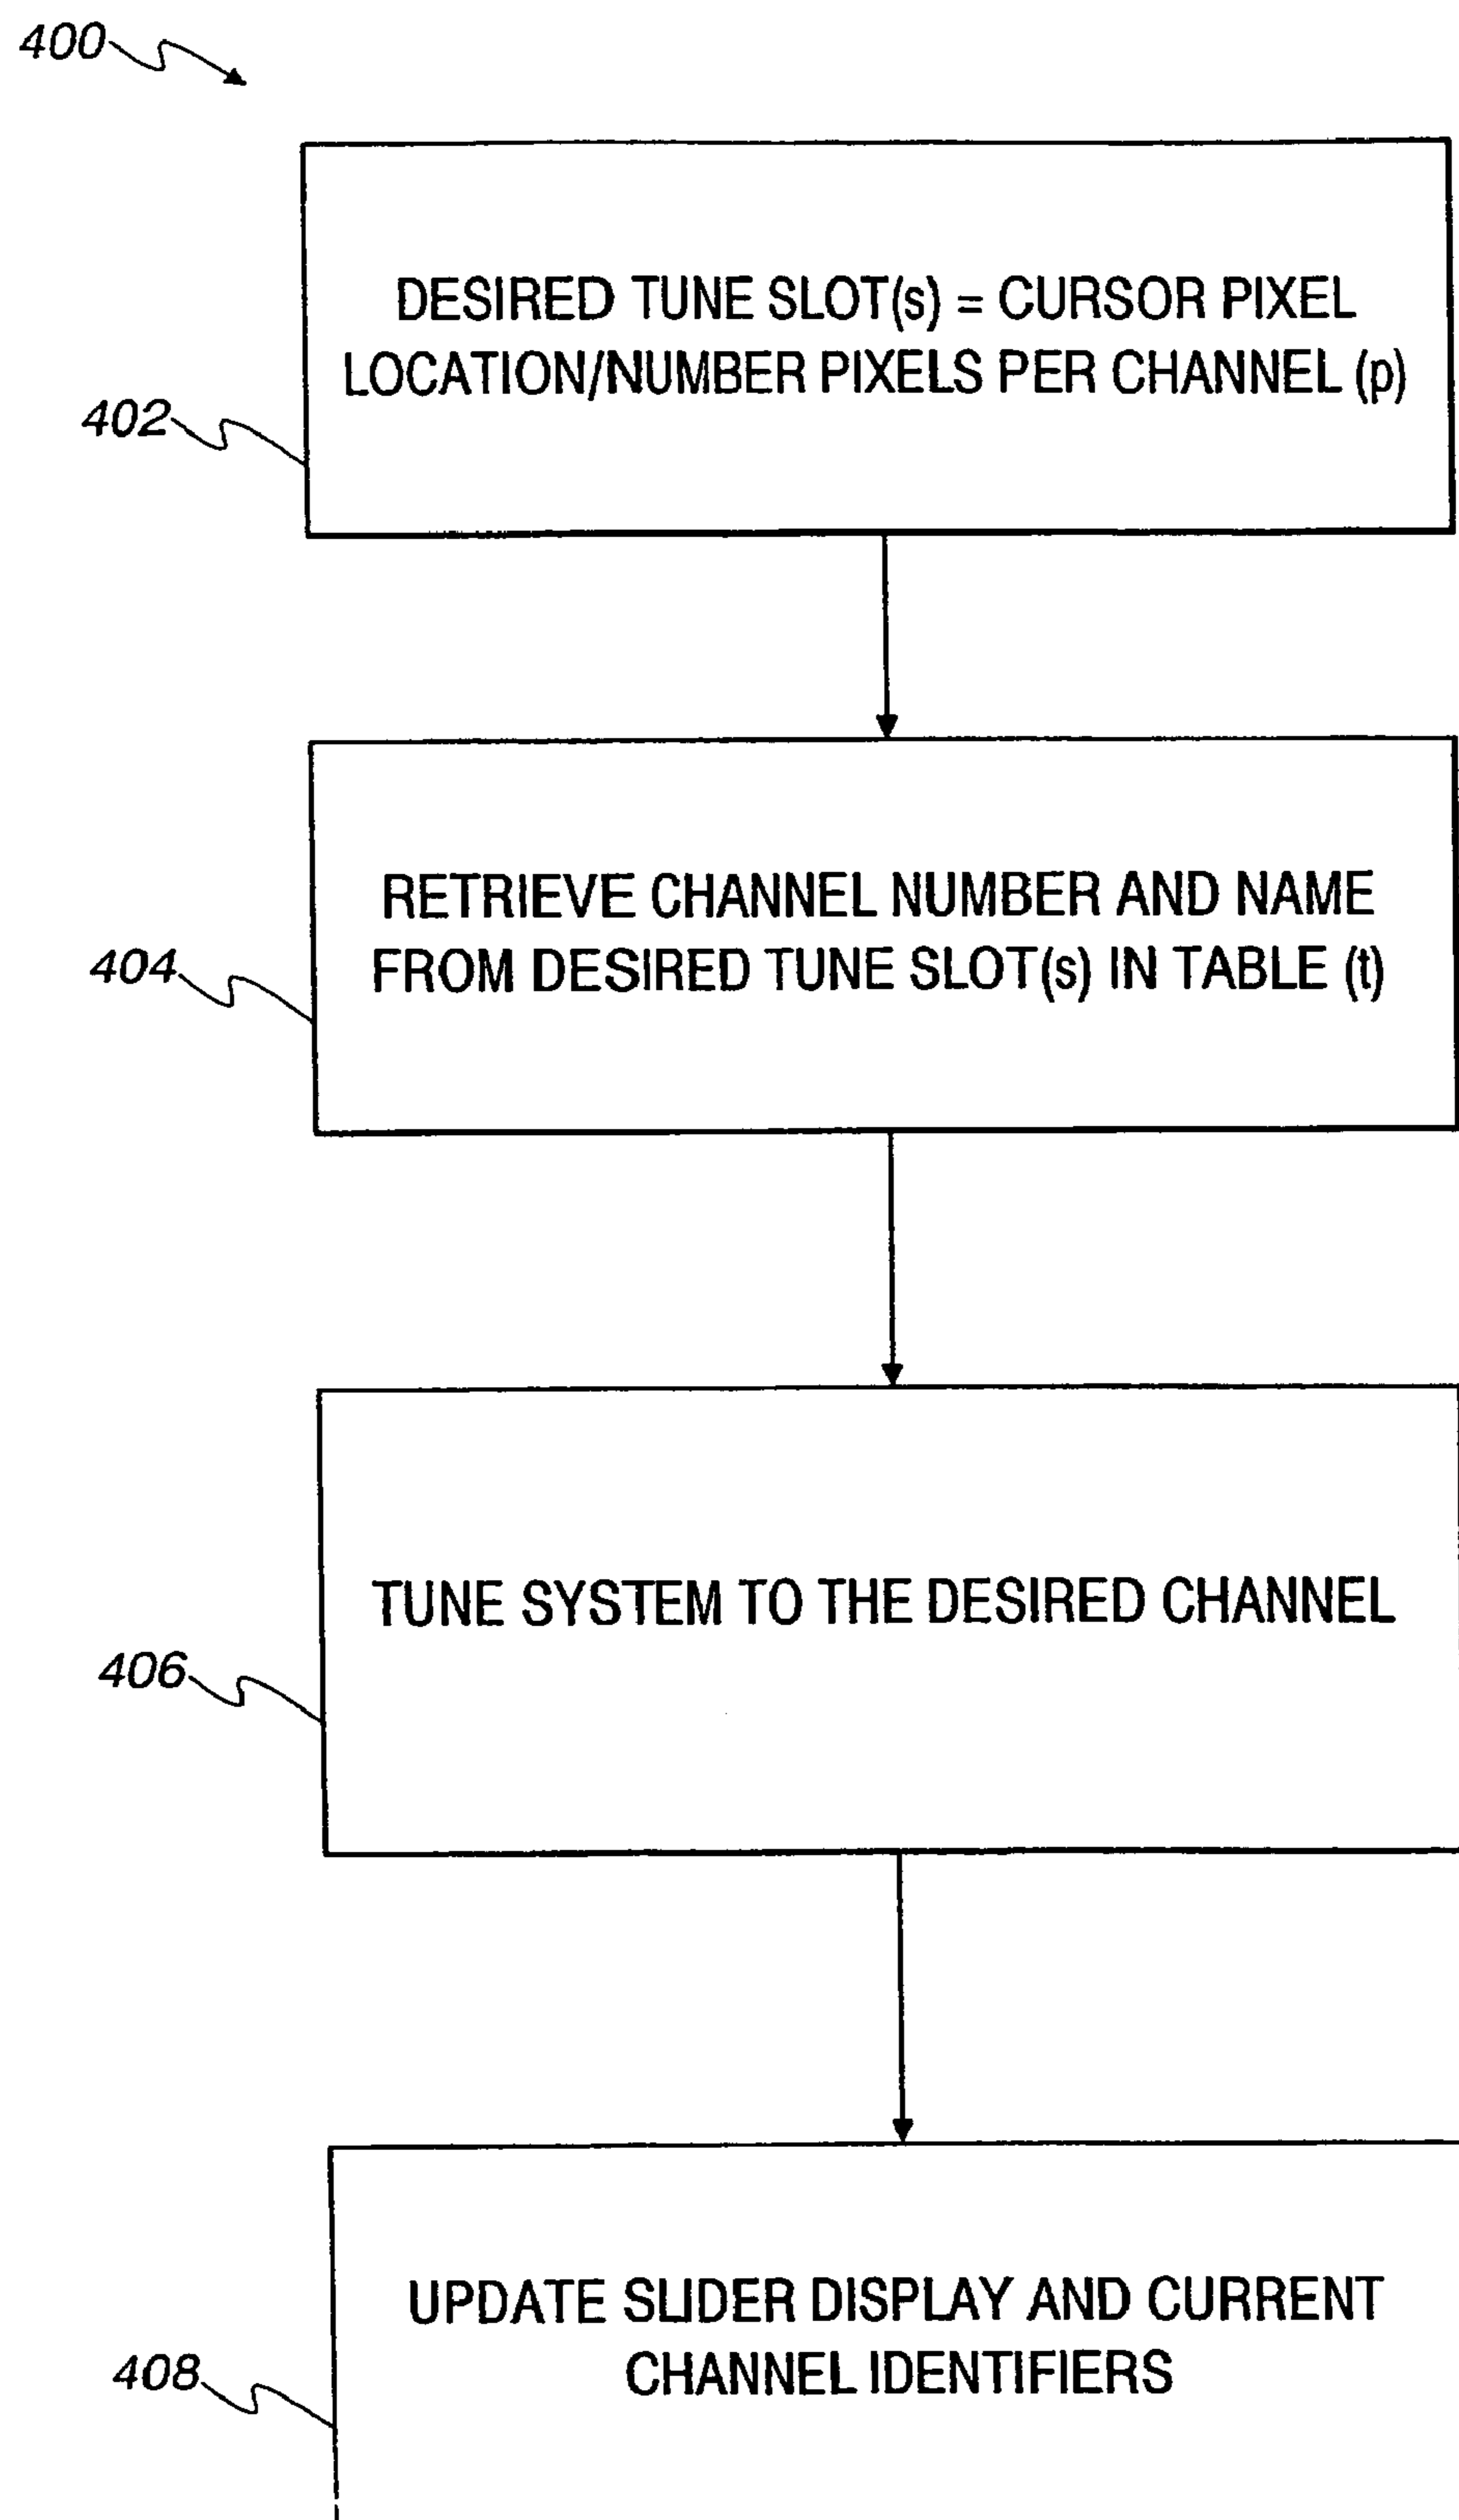 400
DESIRED TUNE SLOT(s) = CURSOR PIXEL
LOCATION/NUMBER PIXELS PER CHANNEL (p)
402
RETRIEVE CHANNEL NUMBER AND NAME
FROM DESIRED TUNE SLOT(s) IN TABLE (t)
404
TUNE SYSTEM TO THE DESIRED CHANNEL
406
UPDATE SLIDER DISPLAY AND CURRENT
CHANNEL IDENTIFIERS
408